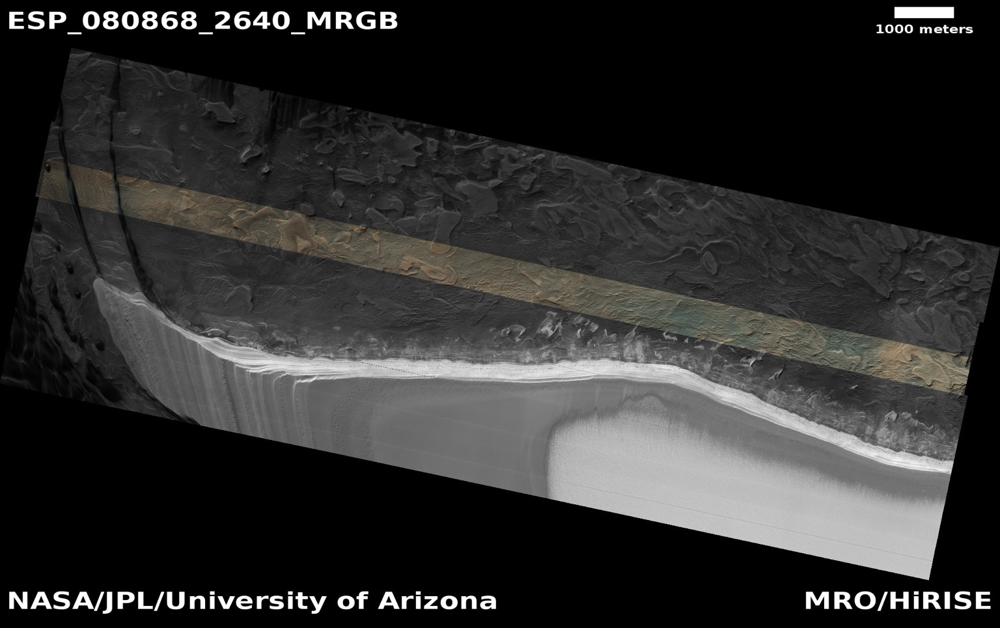 ESP_080868_2640_MRGB
1000 meters
NASA/JPL/University of Arizona
MRO/HiRISE